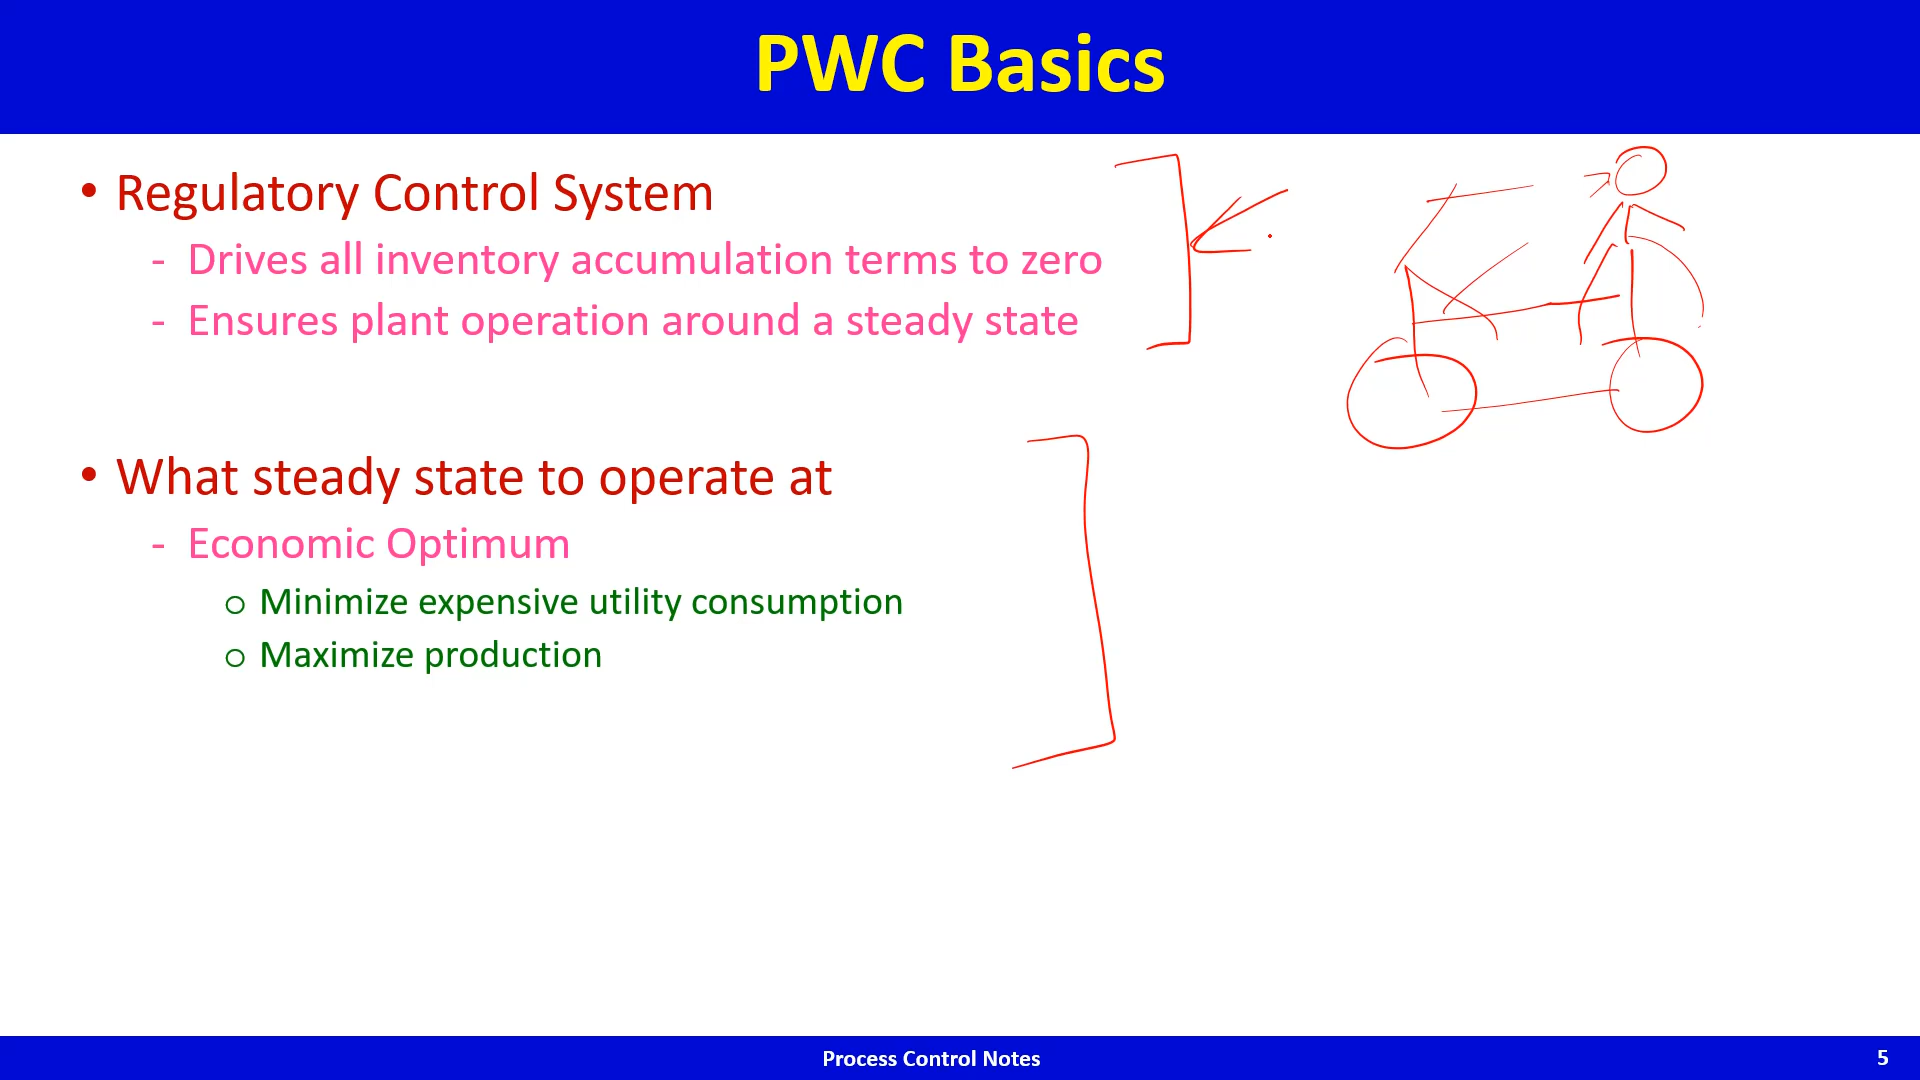 PWC Basics
• Regulatory Control System
- Drives all inventory accumulation terms to zero
- Ensures plant operation around a steady state
• What steady state to operate at
- Economic Optimum
o Minimize expensive utility consumption
o Maximize production
Process Control Notes
5